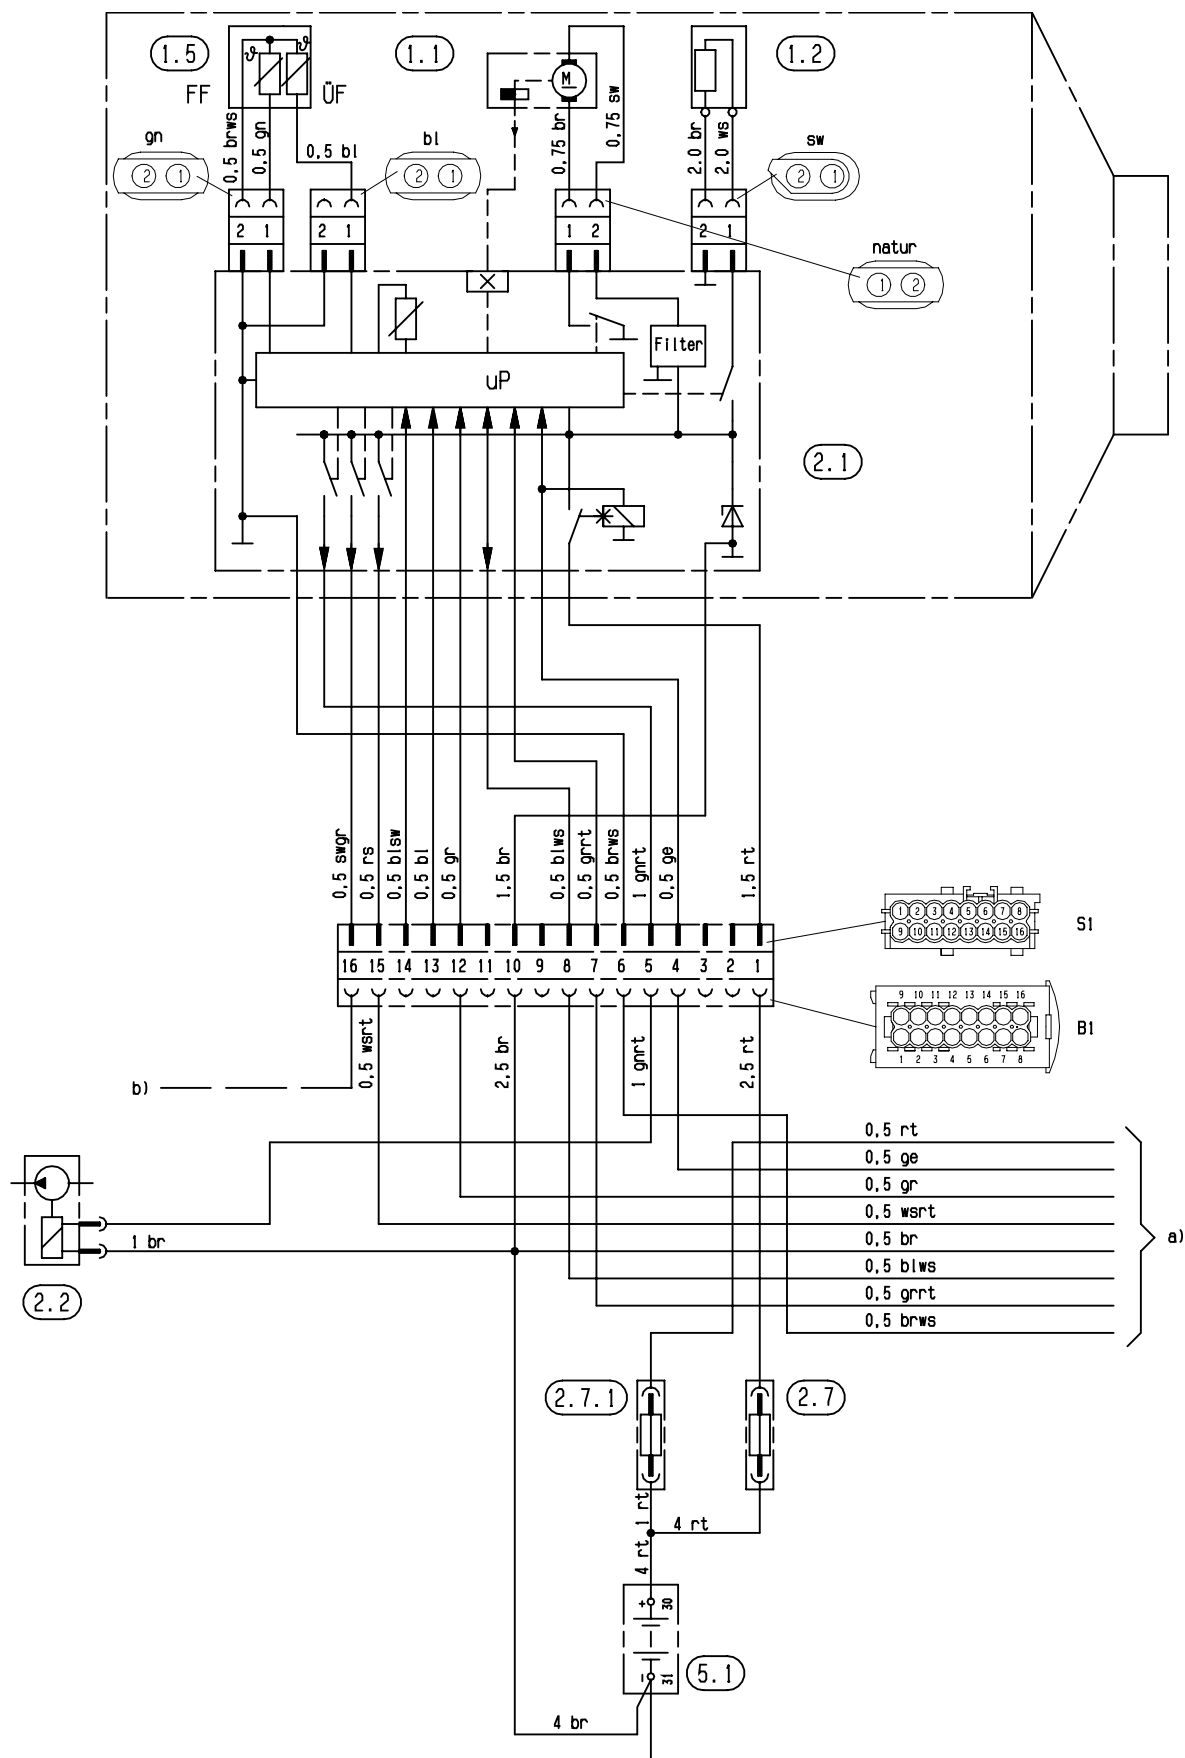 1.5
1.1
1.2
ϑ
ϑ
FF
ÜF
M
0,5 brws
0,5 gn
0,5 bl
0,75 br
0,75 sw
2.0 br
2.0 ws
gn
2 1
bl
2 1
sw
2 1
natur
1 2
2 1
2 1
1 2
2 1
Filter
uP
2.1
0,5 swgr
0,5 rs
0,5 blsw
0,5 bl
0,5 gr
1,5 br
0,5 blws
0,5 grrt
0,5 brws
1 gnrt
0,5 ge
1,5 rt
16 15 14 13 12 11 10 9 8 7 6 5 4 3 2 1
1 2 3 4 5 6 7 8
9 10 11 12 13 14 15 16
S1
9 10 11 12 13 14 15 16
1 2 3 4 5 6 7 8
B1
b)
0,5 wsrt
2,5 br
1 gnrt
2,5 rt
0,5 rt
0,5 ge
0,5 gr
0,5 wsrt
0,5 br
0,5 blws
0,5 grrt
0,5 brws
a)
1 br
2.2
2.7.1
2.7
1 rt
4 rt
4 rt
+ 30
- 31
5.1
4 br